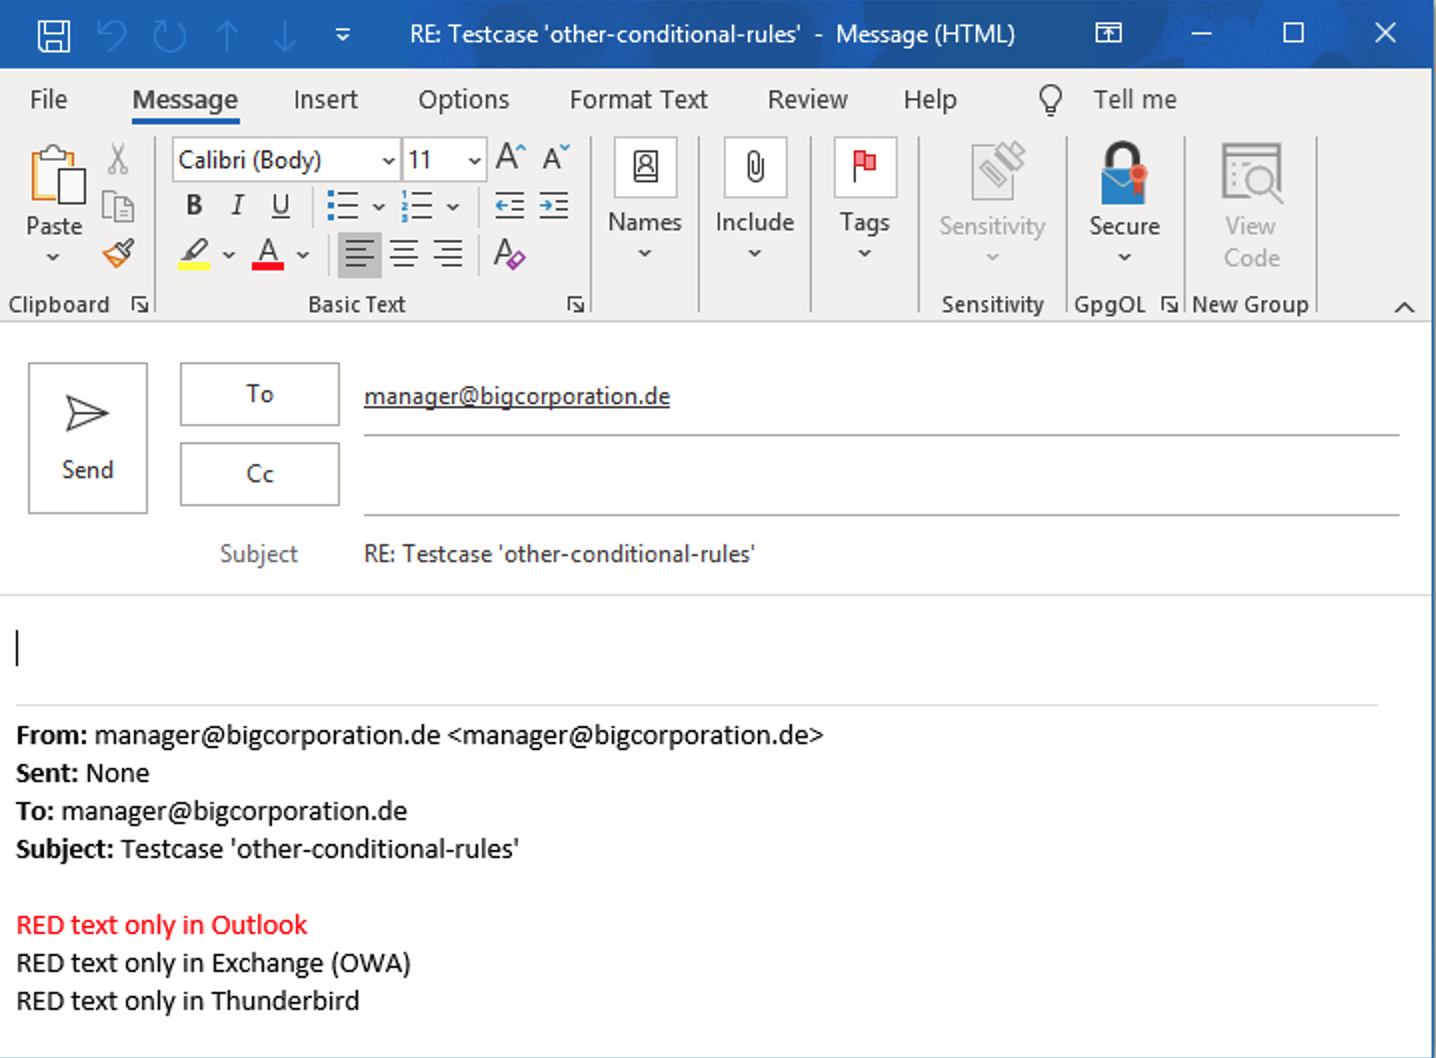 RE: Testcase 'other-conditional-rules' - Message (HTML)
File Message Insert Options Format Text Review Help Tell me
Calibri (Body) 11 A A
B I U
A A
Paste
Names Include Tags Sensitivity Secure View Code
Clipboard Basic Text Sensitivity GpgOL New Group
Send
To manager@bigcorporation.de
Cc
Subject RE: Testcase 'other-conditional-rules'
From: manager@bigcorporation.de <manager@bigcorporation.de>
Sent: None
To: manager@bigcorporation.de
Subject: Testcase 'other-conditional-rules'
RED text only in Outlook
RED text only in Exchange (OWA)
RED text only in Thunderbird